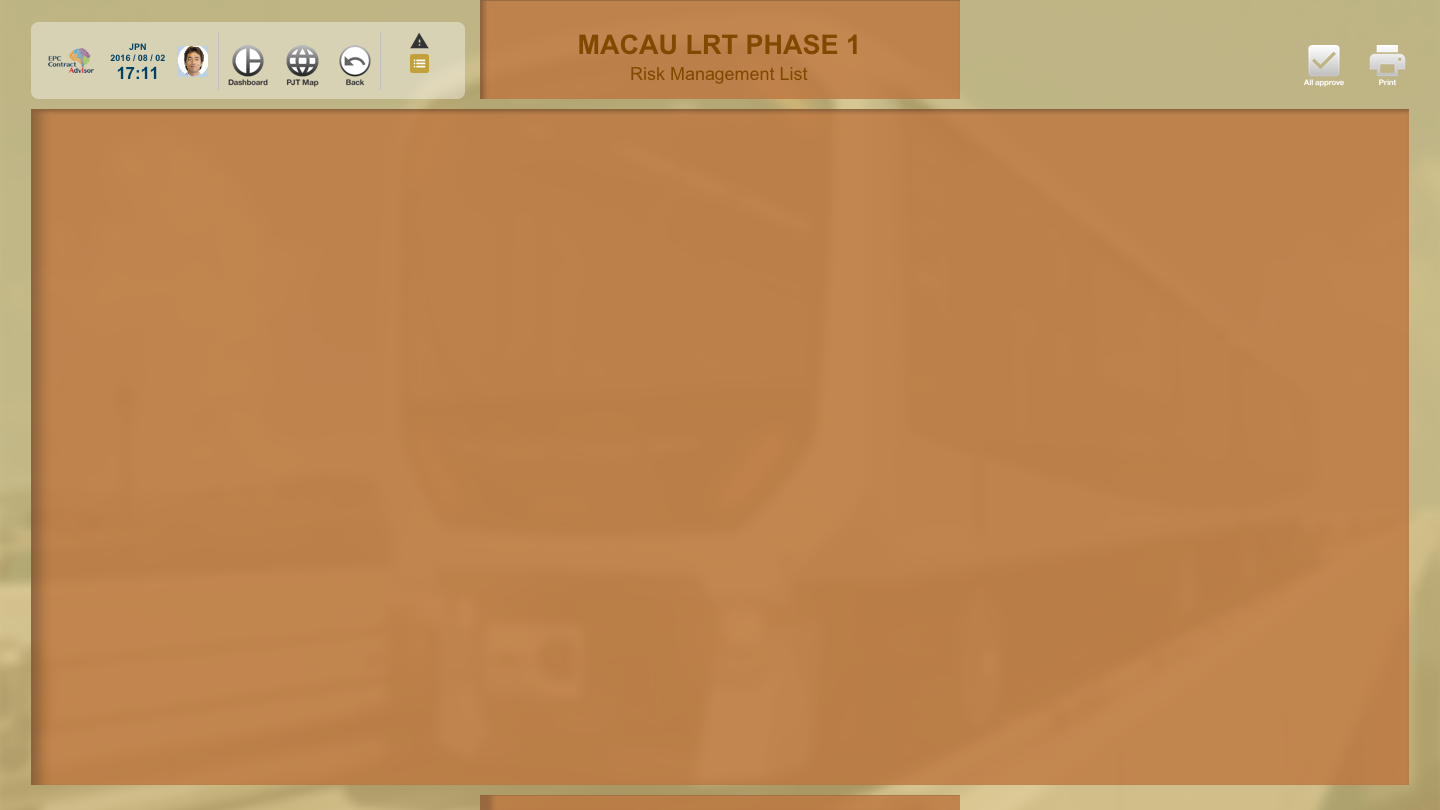 EPC
Contract
Advisor
JPN
2016 / 08 / 02
17:11
Dashboard
PJT Map
Back
MACAU LRT PHASE 1
Risk Management List
All approve
Print